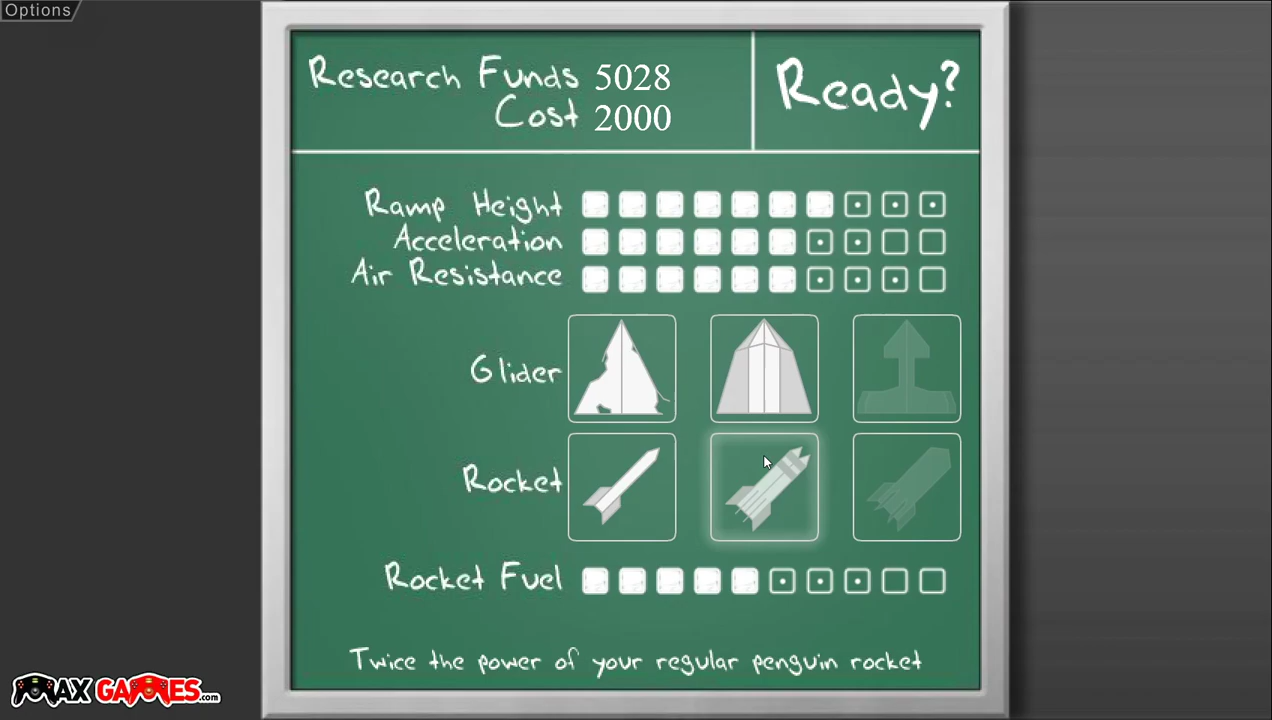 Options
Research Funds 5028
Cost 2000
Ready?
Ramp Height
Acceleration
Air Resistance
Glider
Rocket
Rocket Fuel
Twice the power of your regular penguin rocket
MAX GAMES.com